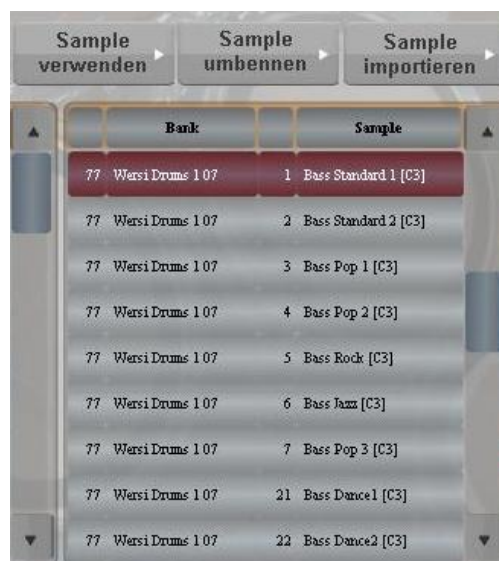 Sample verwenden
Sample umbennen
Sample importieren
Bank Sample
77 Wersi Drums 1 07 1 Bass Standard 1 [C3]
77 Wersi Drums 1 07 2 Bass Standard 2 [C3]
77 Wersi Drums 1 07 3 Bass Pop 1 [C3]
77 Wersi Drums 1 07 4 Bass Pop 2 [C3]
77 Wersi Drums 1 07 5 Bass Rock [C3]
77 Wersi Drums 1 07 6 Bass Jazz [C3]
77 Wersi Drums 1 07 7 Bass Pop 3 [C3]
77 Wersi Drums 1 07 21 Bass Dance1 [C3]
77 Wersi Drums 1 07 22 Bass Dance2 [C3]